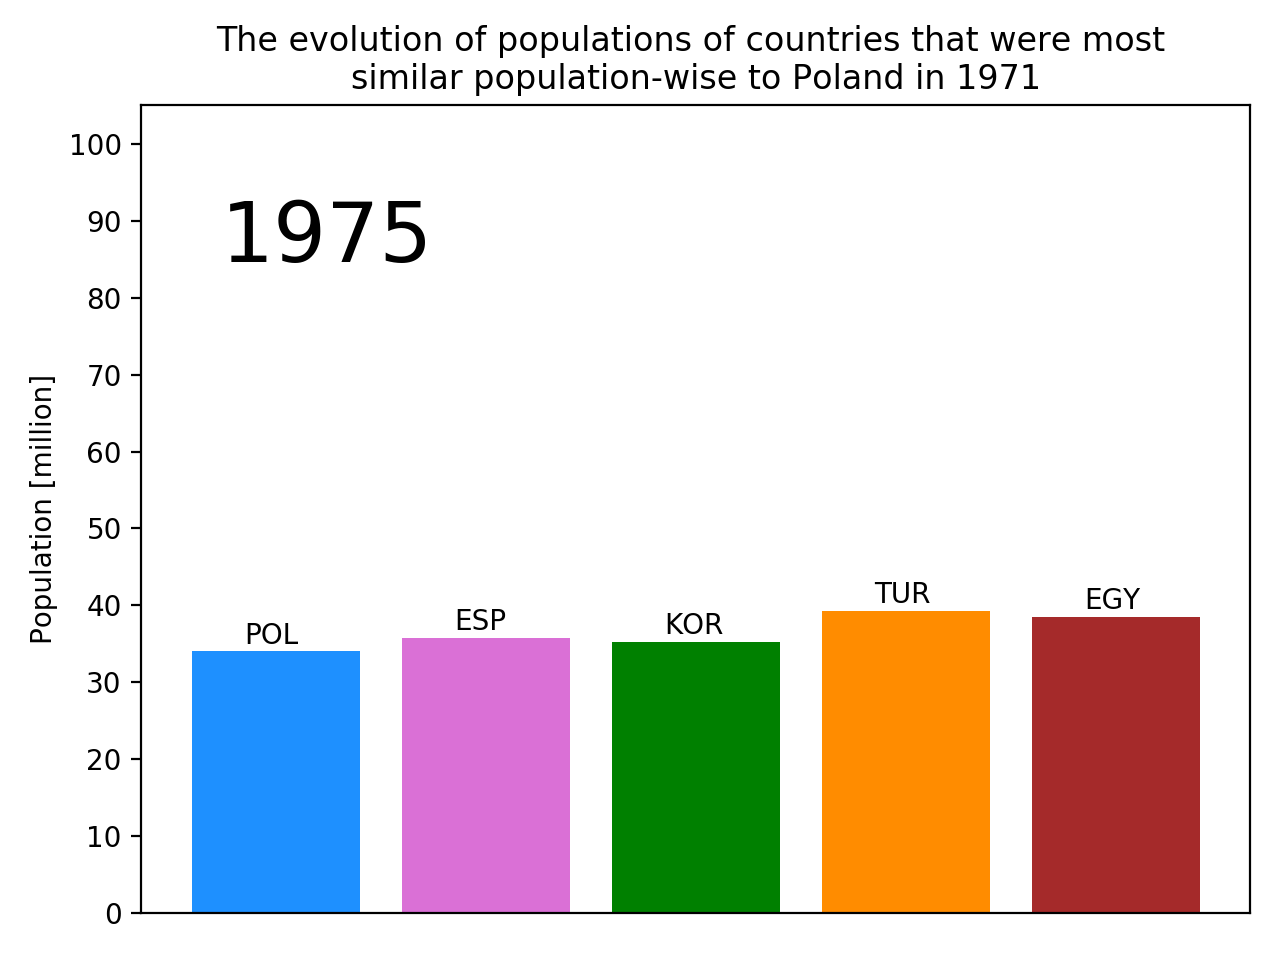 The evolution of populations of countries that were most
similar population-wise to Poland in 1971
100
90
80
70
60
50
40
30
20
10
0
Population [million]
1975
POL
ESP
KOR
TUR
EGY